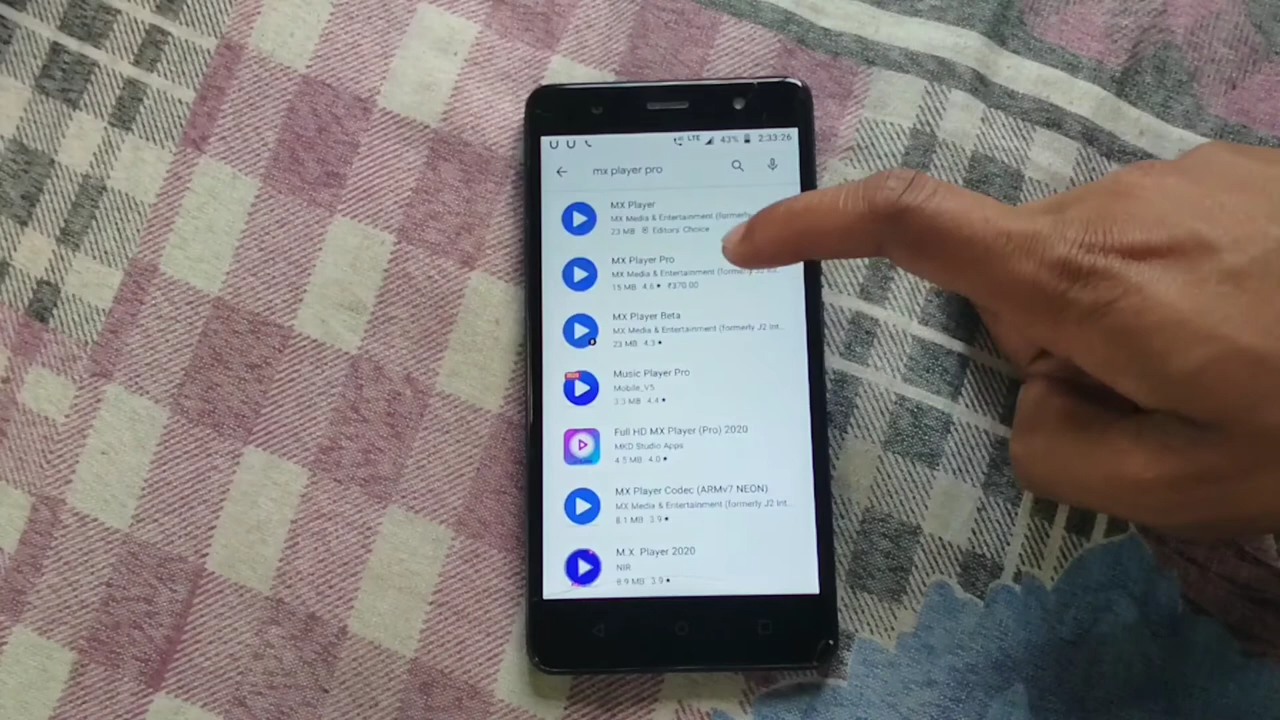 LTE 43% 2:33:26
mx player pro
MX Player
MX Media & Entertainment (formerly
23 MB Editors' Choice
MX Player Pro
MX Media & Entertainment (formerly J2 Int...
15 MB 4.6 ₹370.00
MX Player Beta
MX Media & Entertainment (formerly J2 Int...
23 MB 4.3
Music Player Pro
Mobile_V5
3.3 MB 4.4
Full HD MX Player (Pro) 2020
MKD Studio Apps
4.5 MB 4.0
MX Player Codec (ARMv7 NEON)
MX Media & Entertainment (formerly J2 Int...
8.1 MB 3.9
M.X. Player 2020
NIR
8.9 MB 3.9